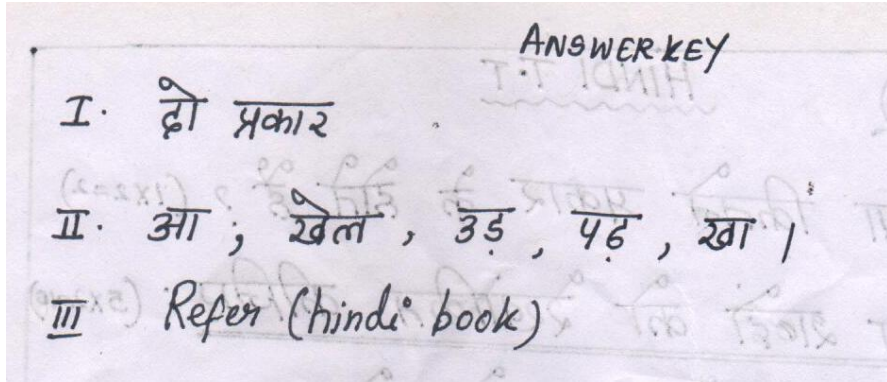 ANSWER KEY
I. दो प्रकार
II. आ, खेल, उड़, पढ़, खा ।
III Refer (hindi book)